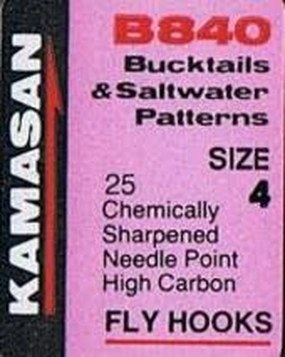 KAMASAN
B840
Bucktails
& Saltwater
Patterns
SIZE
4
25
Chemically
Sharpened
Needle Point
High Carbon
FLY HOOKS